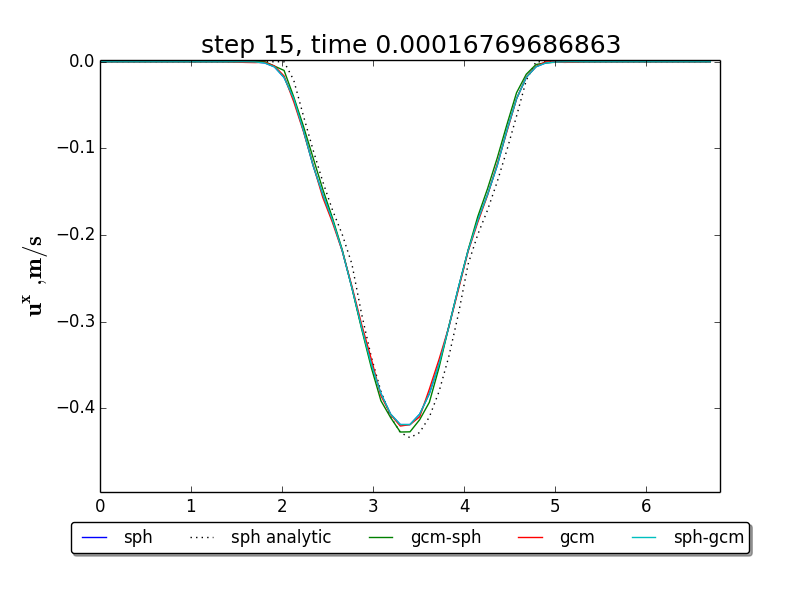 step 15, time 0.00016769686863
0.0
−0.1
−0.2
−0.3
−0.4
u^x ,m/s
0 1 2 3 4 5 6
sph sph analytic gcm-sph gcm sph-gcm